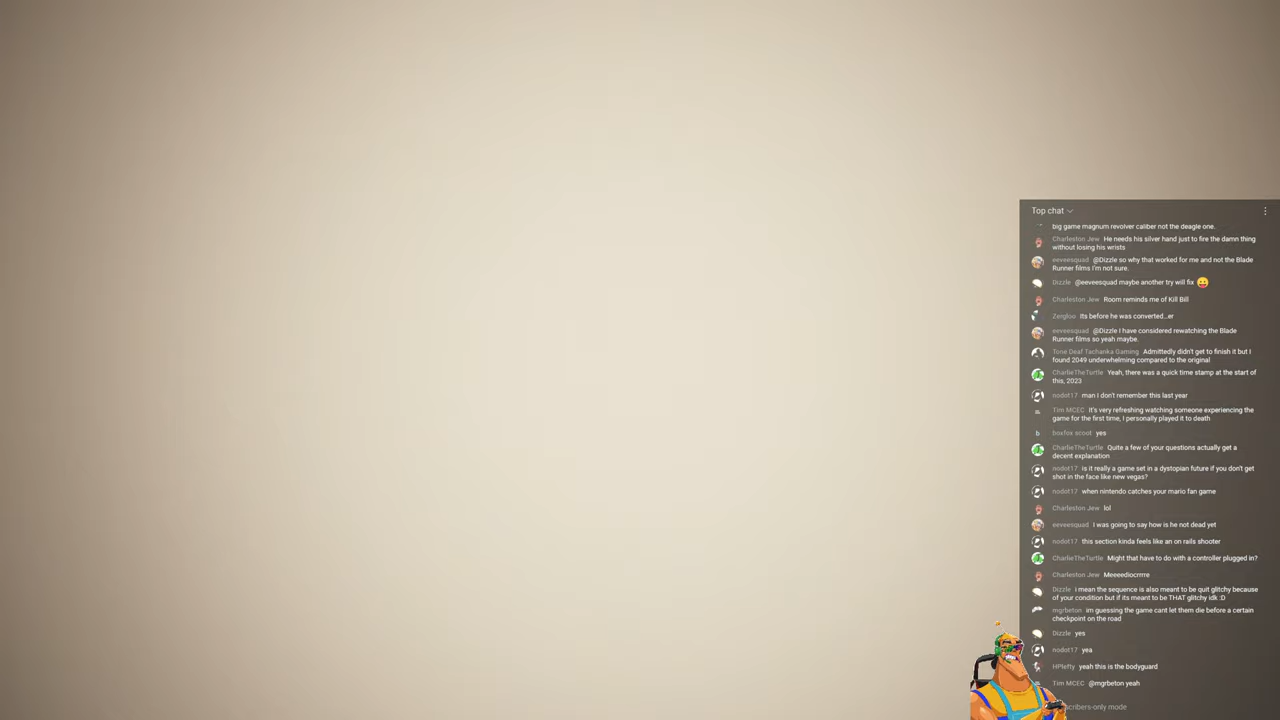 Top chat
big game magnum revolver caliber not the deagle one.
Charleston Jew He needs his silver hand just to fire the damn thing
without losing his wrists
eeveesquad @Dizzle so why that worked for me and not the Blade
Runner films I'm not sure.
Dizzle @eeveesquad maybe another try will fix
Charleston Jew Room reminds me of Kill Bill
Zergloo Its before he was converted...er
eeveesquad @Dizzle I have considered rewatching the Blade
Runner films so yeah maybe.
Tone Deaf Tachanka Gaming Admittedly didn't get to finish it but I
found 2049 underwhelming compared to the original
CharlieTheTurtle Yeah, there was a quick time stamp at the start of
this, 2023
nodot17 man I don't remember this last year
Tim MCEC it's very refreshing watching someone experiencing the
game for the first time, I personally played it to death
boxfox scoot yes
CharlieTheTurtle Quite a few of your questions actually get a
decent explanation
nodot17 is it really a game set in a dystopian future if you don't get
shot in the face like new vegas?
nodot17 when nintendo catches your mario fan game
Charleston Jew lol
eeveesquad I was going to say how is he not dead yet
nodot17 this section kinda feels like an on rails shooter
CharlieTheTurtle Might that have to do with a controller plugged in?
Charleston Jew Meeeediocrrrre
Dizzle i mean the sequence is also meant to be quit glitchy because
of your condition but if its meant to be THAT glitchy idk :D
mgrbeton im guessing the game cant let them die before a certain
checkpoint on the road
Dizzle yes
nodot17 yea
HPlefty yeah this is the bodyguard
Tim MCEC @mgrbeton yeah
scribers-only mode